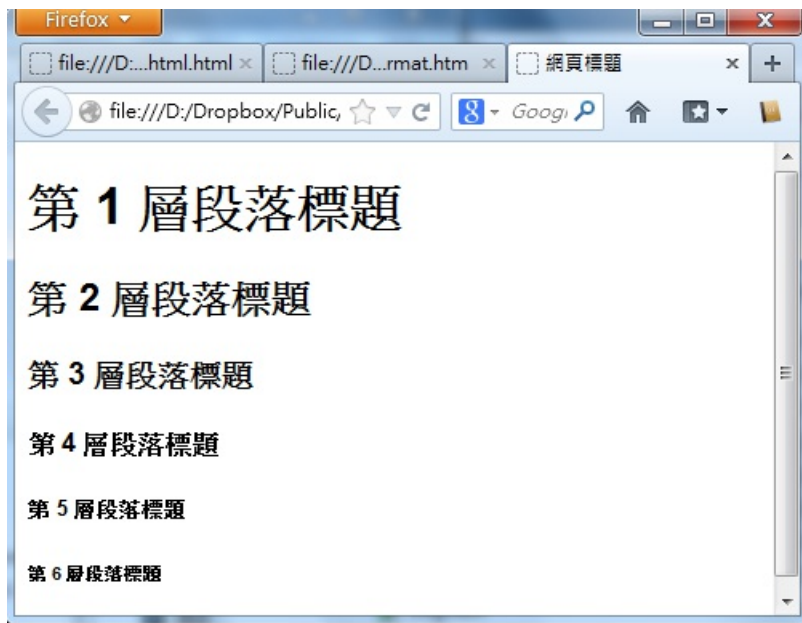 Firefox
file:///D:...html.html
file:///D...rmat.htm
網頁標題
file:///D:/Dropbox/Public,
Googl
第 1 層段落標題
第 2 層段落標題
第 3 層段落標題
第 4 層段落標題
第 5 層段落標題
第 6 層段落標題